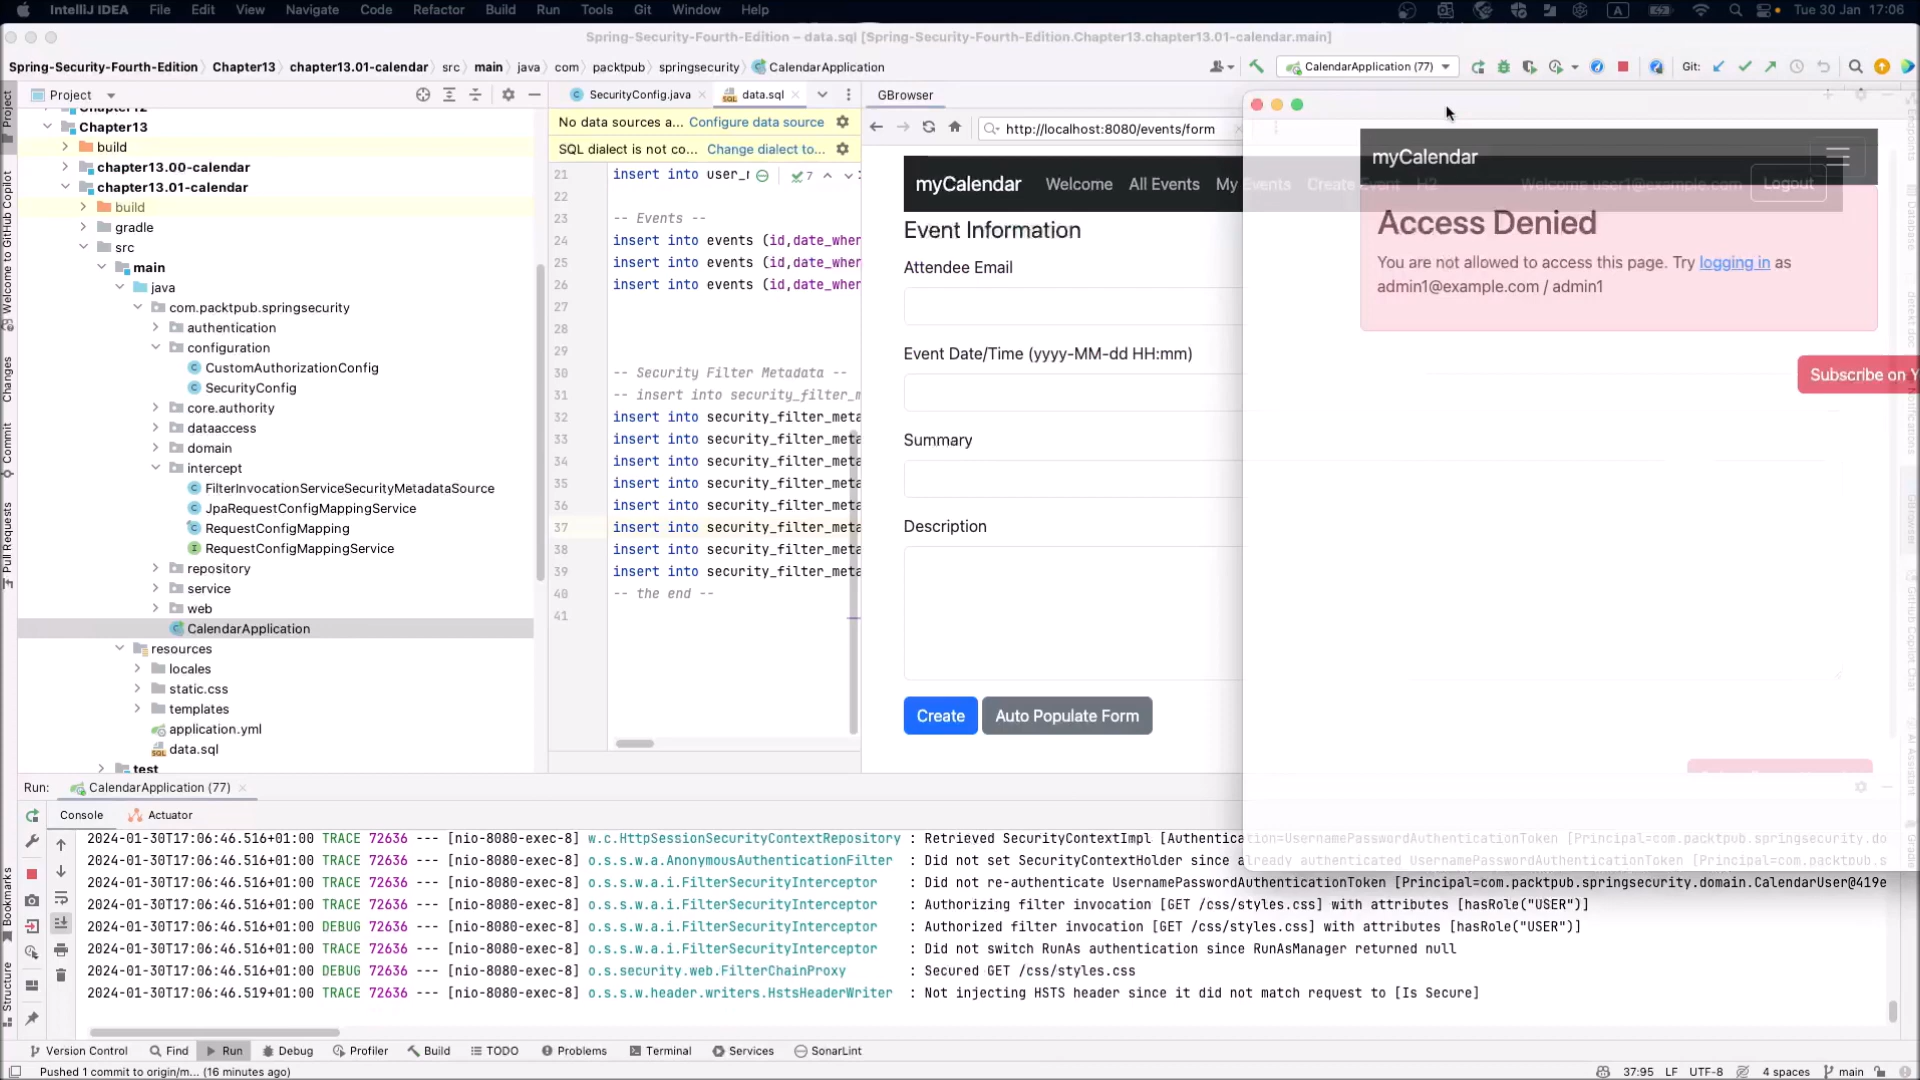 IntelliJ IDEA File Edit View Navigate Code Refactor Build Run Tools Git Window Help
A Tue 30 Jan 17:06
Spring-Security-Fourth-Edition – data.sql [Spring-Security-Fourth-Edition.Chapter13.chapter13.01-calendar.main]
Spring-Security-Fourth-Edition Chapter13 chapter13.01-calendar src main java com packtpub springsecurity CalendarApplication
CalendarApplication (77) Git:
Project
Welcome to GitHub Copilot
Changes
Commit
Pull Requests
Bookmarks
Structure
Project
Chapter12
Chapter13
build
chapter13.00-calendar
chapter13.01-calendar
build
gradle
src
main
java
com.packtpub.springsecurity
authentication
configuration
CustomAuthorizationConfig
SecurityConfig
core.authority
dataaccess
domain
intercept
FilterInvocationServiceSecurityMetadataSource
JpaRequestConfigMappingService
RequestConfigMapping
RequestConfigMappingService
repository
service
web
CalendarApplication
resources
locales
static.css
templates
application.yml
data.sql
test
SecurityConfig.java data.sql
No data sources a... Configure data source
SQL dialect is not co... Change dialect to...
21 insert into user_r 7
22
23 -- Events --
24 insert into events (id,date_wher
25 insert into events (id,date_wher
26 insert into events (id,date_wher
27
28
29
30 -- Security Filter Metadata --
31 -- insert into security_filter_m
32 insert into security_filter_meta
33 insert into security_filter_meta
34 insert into security_filter_meta
35 insert into security_filter_meta
36 insert into security_filter_meta
37 insert into security_filter_meta
38 insert into security_filter_meta
39 insert into security_filter_meta
40 -- the end --
41
GBrowser
http://localhost:8080/events/form
myCalendar Welcome All Events My Events Create Event H2 Welcome user1@example.com Logout
Event Information
Attendee Email
Event Date/Time (yyyy-MM-dd HH:mm)
Summary
Description
Create Auto Populate Form
myCalendar
Access Denied
You are not allowed to access this page. Try logging in as
admin1@example.com / admin1
Subscribe on Y
Endpoints
Database
Notifications
GBrowser
GitHub Copilot Chat
AI Assistant
Gradle
Run: CalendarApplication (77)
Console Actuator
2024-01-30T17:06:46.516+01:00 TRACE 72636 --- [nio-8080-exec-8] w.c.HttpSessionSecurityContextRepository : Retrieved SecurityContextImpl [Authentication=UsernamePasswordAuthenticationToken [Principal=com.packtpub.springsecurity.do
2024-01-30T17:06:46.516+01:00 TRACE 72636 --- [nio-8080-exec-8] o.s.s.w.a.AnonymousAuthenticationFilter : Did not set SecurityContextHolder since already authenticated UsernamePasswordAuthenticationToken [Principal=com.packtpub.s
2024-01-30T17:06:46.516+01:00 TRACE 72636 --- [nio-8080-exec-8] o.s.s.w.a.i.FilterSecurityInterceptor : Did not re-authenticate UsernamePasswordAuthenticationToken [Principal=com.packtpub.springsecurity.domain.CalendarUser@419e
2024-01-30T17:06:46.516+01:00 TRACE 72636 --- [nio-8080-exec-8] o.s.s.w.a.i.FilterSecurityInterceptor : Authorizing filter invocation [GET /css/styles.css] with attributes [hasRole("USER")]
2024-01-30T17:06:46.516+01:00 DEBUG 72636 --- [nio-8080-exec-8] o.s.s.w.a.i.FilterSecurityInterceptor : Authorized filter invocation [GET /css/styles.css] with attributes [hasRole("USER")]
2024-01-30T17:06:46.516+01:00 TRACE 72636 --- [nio-8080-exec-8] o.s.s.w.a.i.FilterSecurityInterceptor : Did not switch RunAs authentication since RunAsManager returned null
2024-01-30T17:06:46.516+01:00 DEBUG 72636 --- [nio-8080-exec-8] o.s.security.web.FilterChainProxy : Secured GET /css/styles.css
2024-01-30T17:06:46.519+01:00 TRACE 72636 --- [nio-8080-exec-8] o.s.s.w.header.writers.HstsHeaderWriter : Not injecting HSTS header since it did not match request to [Is Secure]
Version Control Find Run Debug Profiler Build TODO Problems Terminal Services SonarLint
Pushed 1 commit to origin/m... (16 minutes ago) 37:95 LF UTF-8 4 spaces main